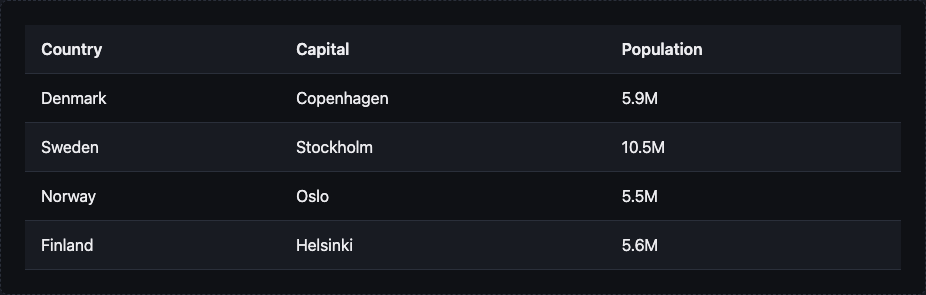 Country Capital Population
Denmark Copenhagen 5.9M
Sweden Stockholm 10.5M
Norway Oslo 5.5M
Finland Helsinki 5.6M